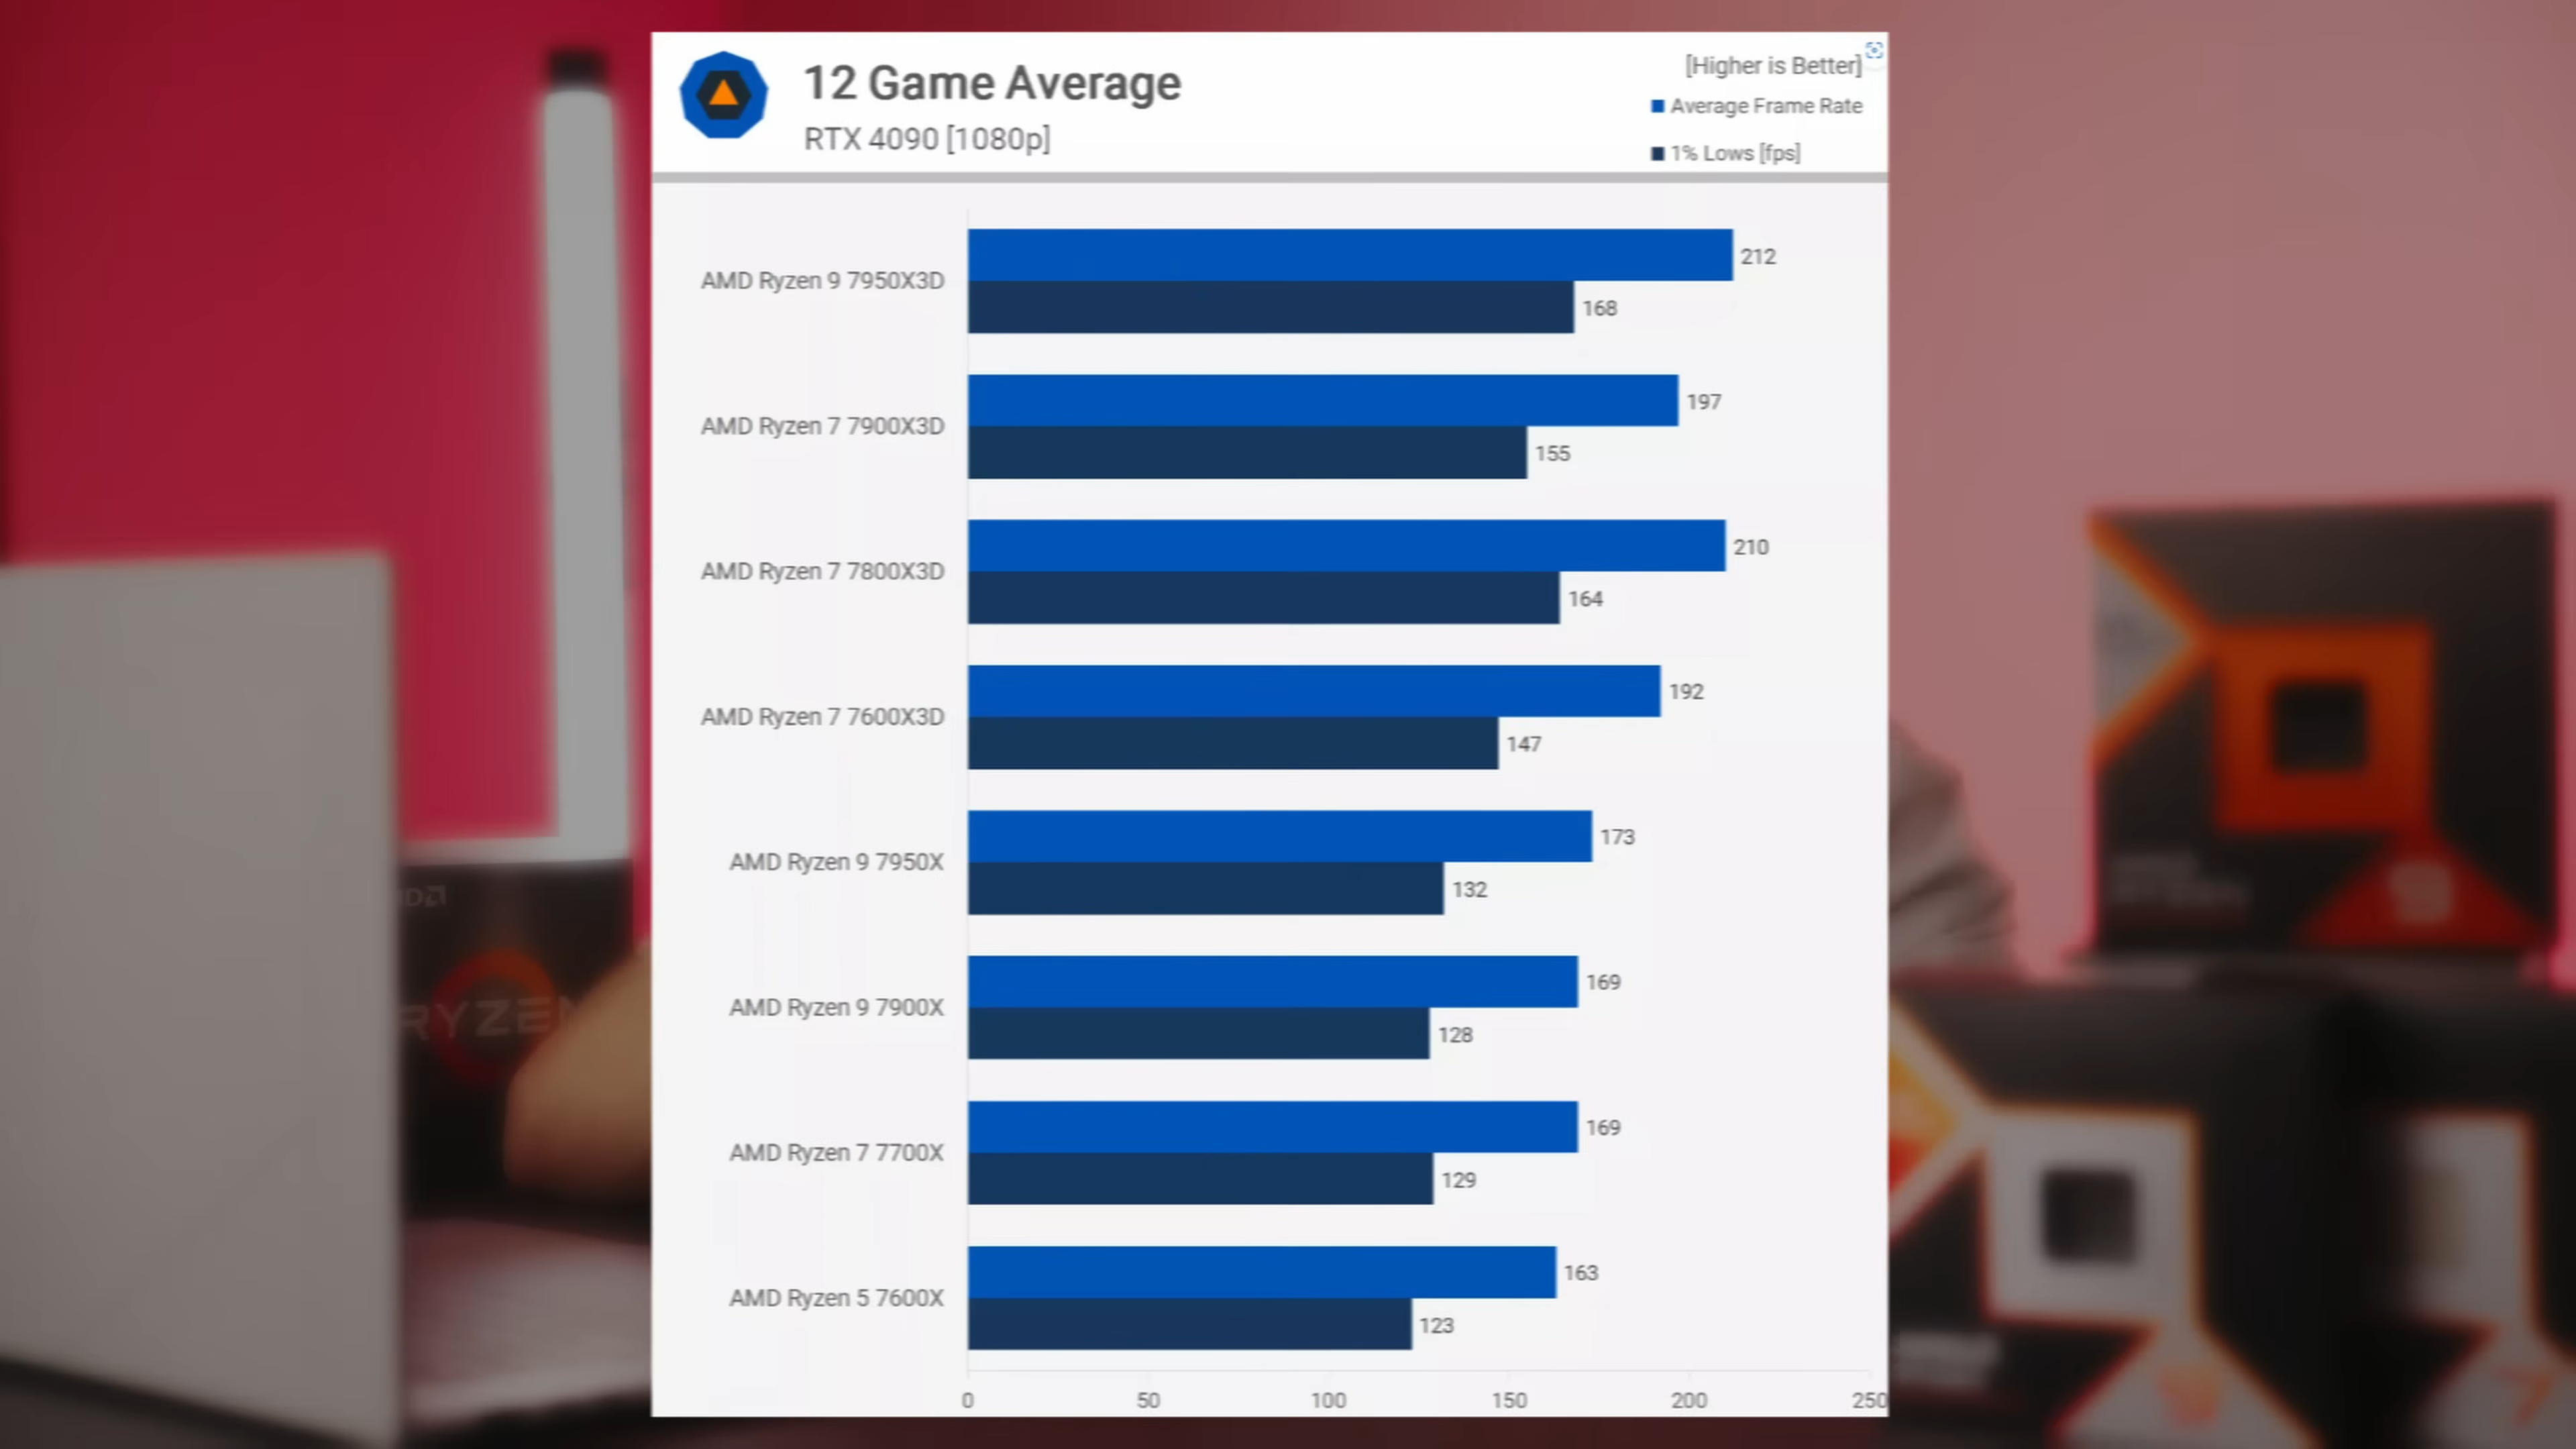 12 Game Average
RTX 4090 [1080p]
[Higher is Better]
Average Frame Rate
1% Lows [fps]
AMD Ryzen 9 7950X3D
212
168
AMD Ryzen 7 7900X3D
197
155
AMD Ryzen 7 7800X3D
210
164
AMD Ryzen 7 7600X3D
192
147
AMD Ryzen 9 7950X
173
132
AMD Ryzen 9 7900X
169
128
AMD Ryzen 7 7700X
169
129
AMD Ryzen 5 7600X
163
123
0 50 100 150 200 250
RYZEN
7